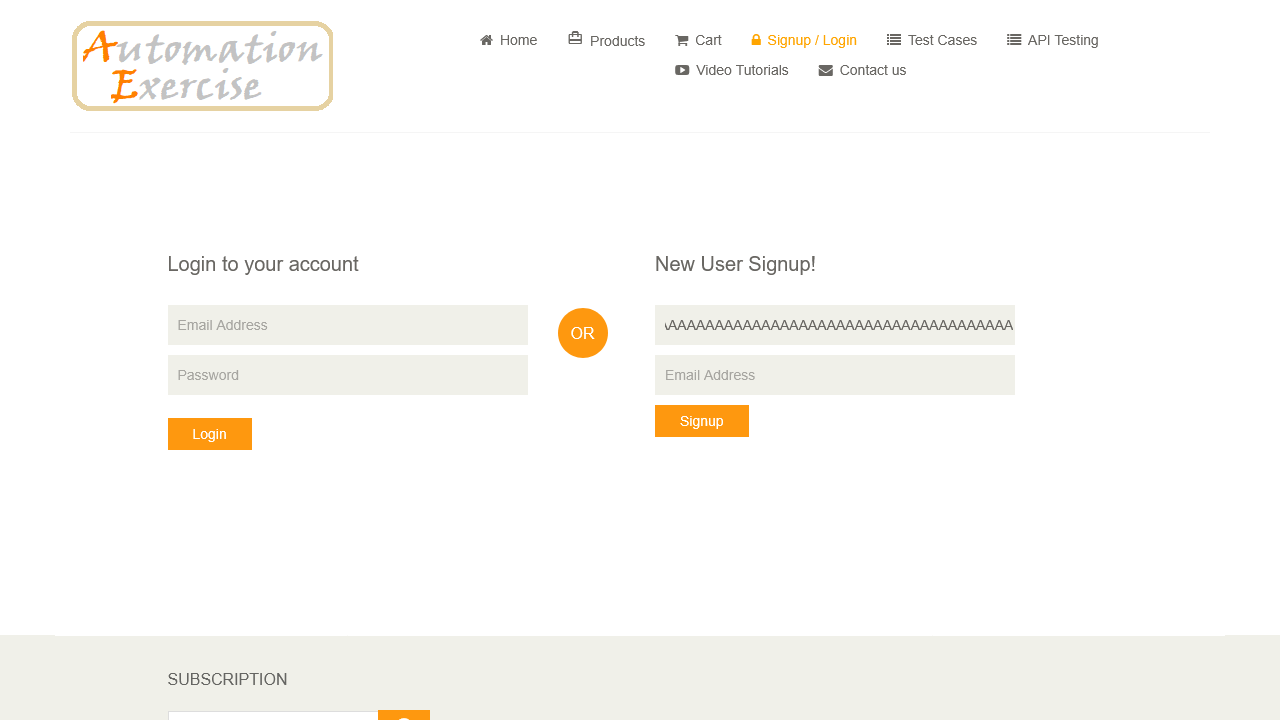 Automation
Exercise
Home
Products
Cart
Signup / Login
Test Cases
API Testing
Video Tutorials
Contact us
Login to your account
Email Address
Password
Login
OR
New User Signup!
Email Address
Signup
SUBSCRIPTION